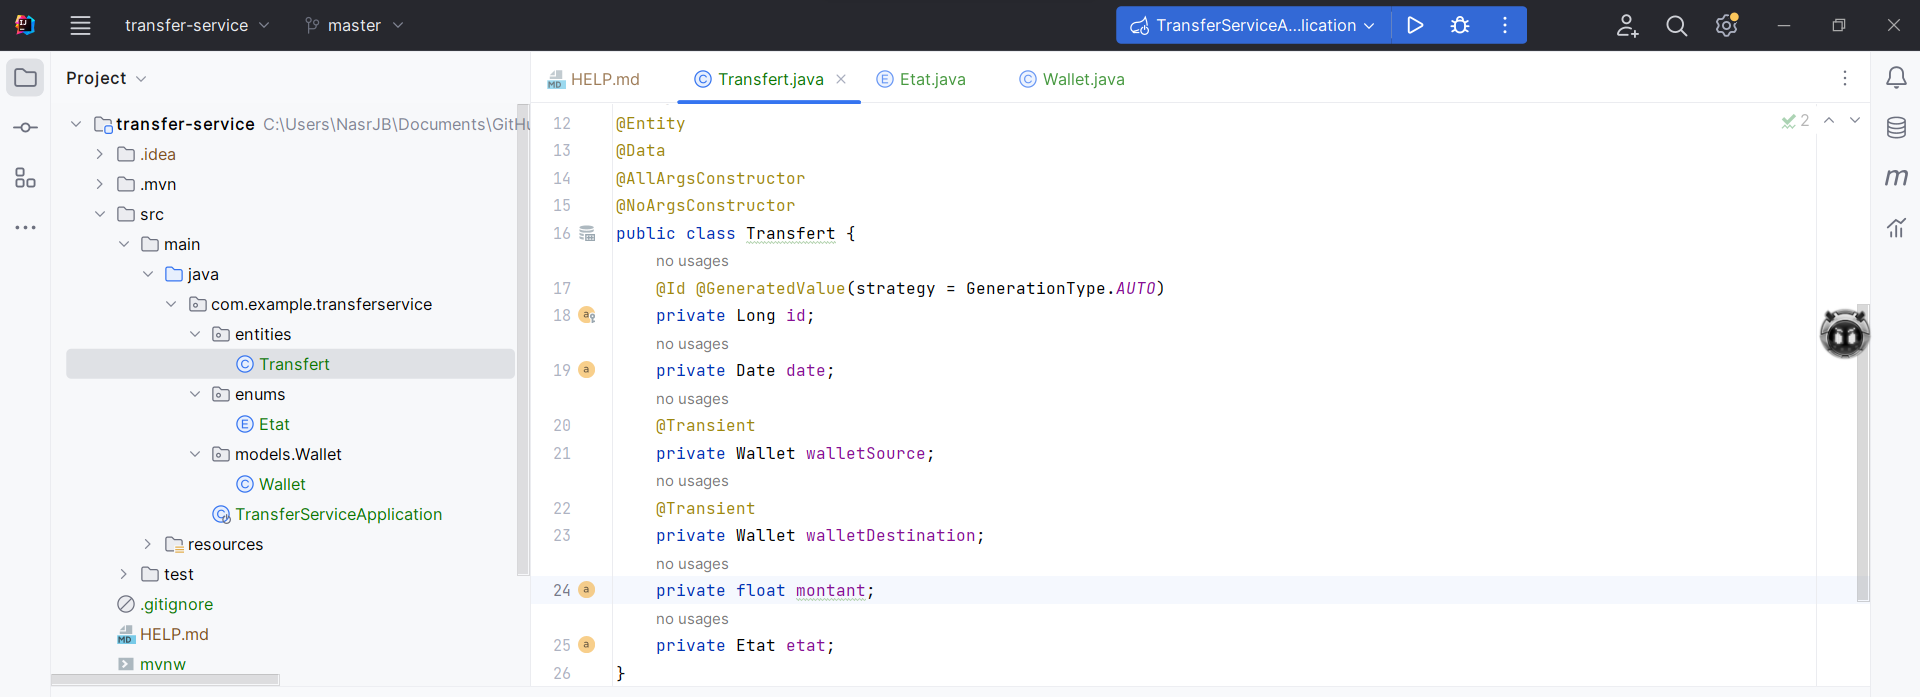 transfer-service
master
TransferServiceA...lication
Project
HELP.md
Transfert.java
Etat.java
Wallet.java
transfer-service C:\Users\NasrJB\Documents\GitHu
.idea
.mvn
src
main
java
com.example.transferservice
entities
Transfert
enums
Etat
models.Wallet
Wallet
TransferServiceApplication
resources
test
.gitignore
HELP.md
mvnw
2
12 @Entity
13 @Data
14 @AllArgsConstructor
15 @NoArgsConstructor
16 public class Transfert {
no usages
17 @Id @GeneratedValue(strategy = GenerationType.AUTO)
18 private Long id;
no usages
19 private Date date;
no usages
20 @Transient
21 private Wallet walletSource;
no usages
22 @Transient
23 private Wallet walletDestination;
no usages
24 private float montant;
no usages
25 private Etat etat;
26 }